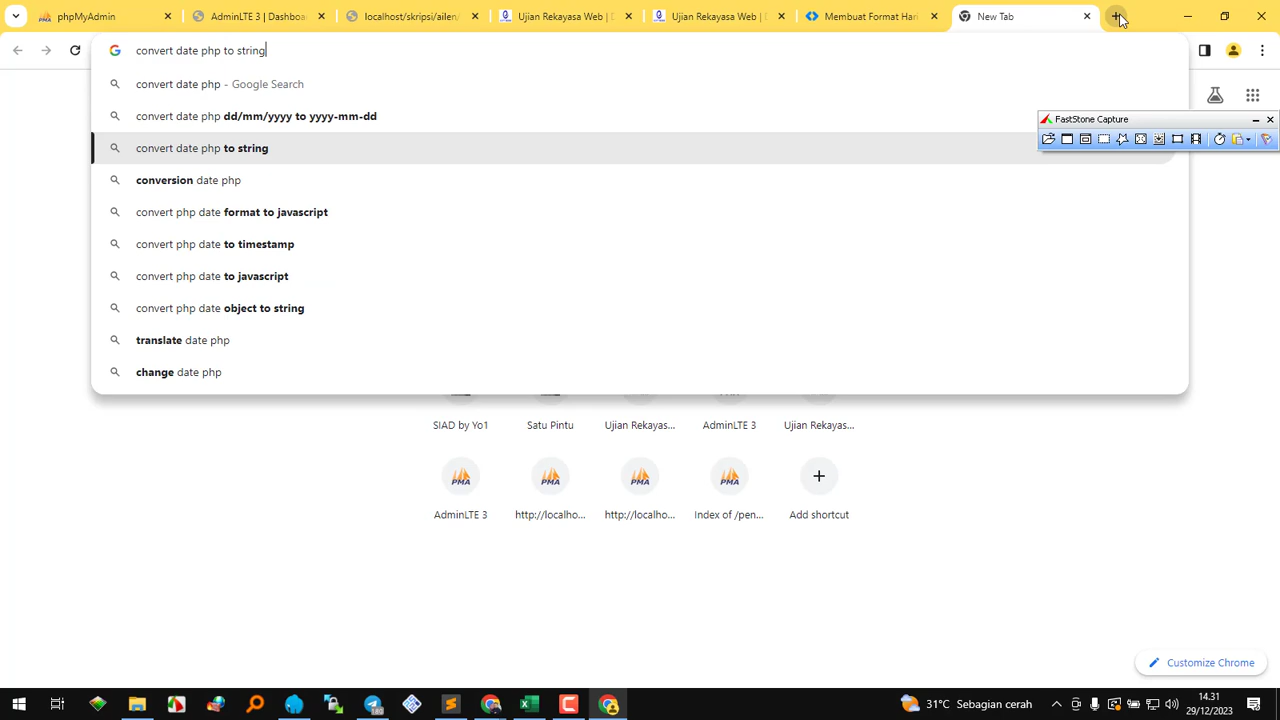 phpMyAdmin
AdminLTE 3 | Dashboa
localhost/skripsi/ailen/
Ujian Rekayasa Web | D
Ujian Rekayasa Web | D
Membuat Format Hari
New Tab
convert date php to string
convert date php - Google Search
convert date php dd/mm/yyyy to yyyy-mm-dd
convert date php to string
conversion date php
convert php date format to javascript
convert php date to timestamp
convert php date to javascript
convert php date object to string
translate date php
change date php
FastStone Capture
SIAD by Yo1
Satu Pintu
Ujian Rekayas...
AdminLTE 3
Ujian Rekayas...
PMA
PMA
PMA
PMA
AdminLTE 3
http://localho...
http://localho...
Index of /pen...
Add shortcut
Customize Chrome
31°C Sebagian cerah
14.31
29/12/2023